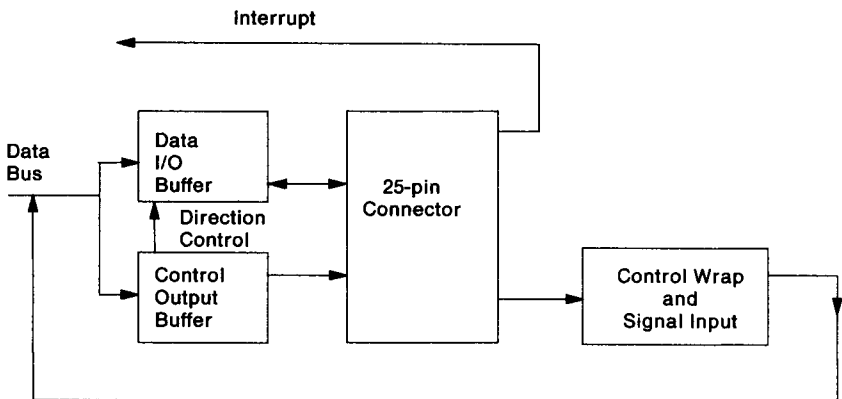 Interrupt
Data
Bus
Data
I/O
Buffer
Direction
Control
Control
Output
Buffer
25-pin
Connector
Control Wrap
and
Signal Input